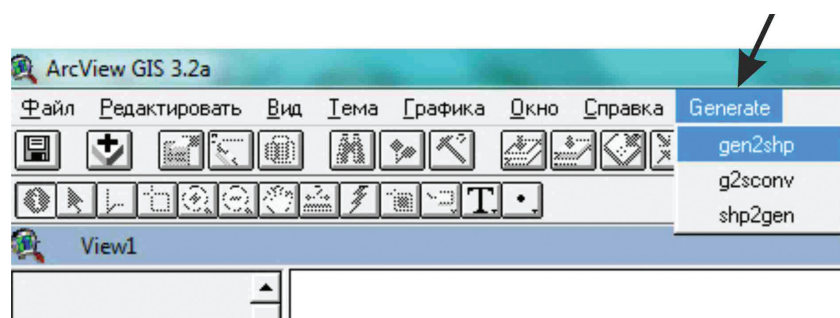 ArcView GIS 3.2a
Файл Редактировать Вид Тема Графика Окно Справка Generate
gen2shp
g2sconv
shp2gen
T
View1